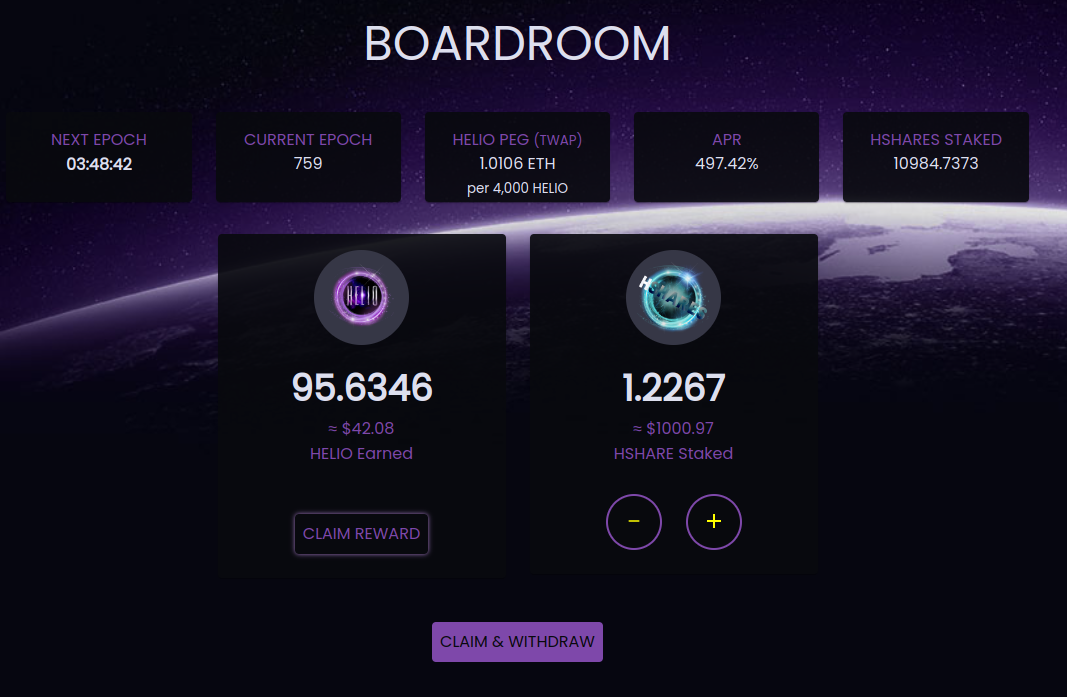 BOARDROOM
NEXT EPOCH
03:48:42
CURRENT EPOCH
759
HELIO PEG (TWAP)
1.0106 ETH
per 4,000 HELIO
APR
497.42%
HSHARES STAKED
10984.7373
HELIO
95.6346
≈ $42.08
HELIO Earned
CLAIM REWARD
HSHARES
1.2267
≈ $1000.97
HSHARE Staked
−
+
CLAIM & WITHDRAW